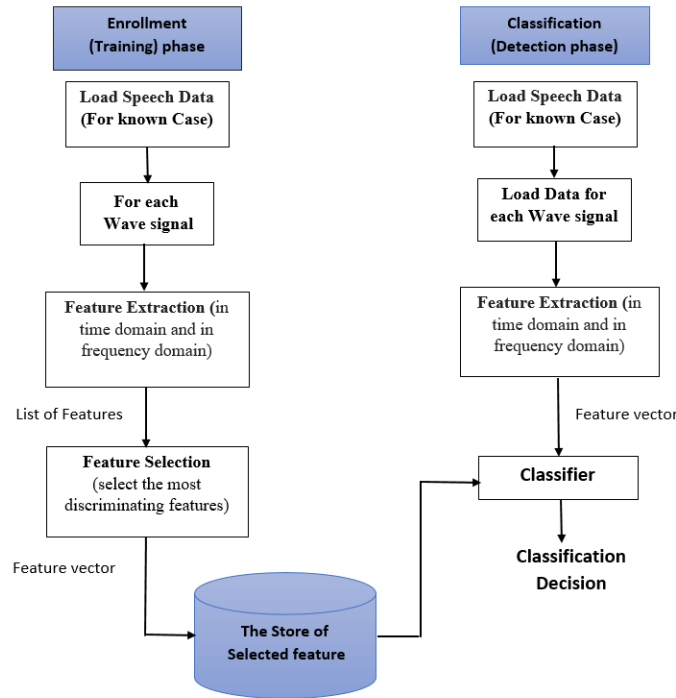 Enrollment
(Training) phase
Load Speech Data
(For known Case)
For each
Wave signal
Feature Extraction (in
time domain and in
frequency domain)
List of Features
Feature Selection
(select the most
discriminating features)
Feature vector
The Store of
Selected feature
Classification
(Detection phase)
Load Speech Data
(For known Case)
Load Data for
each Wave signal
Feature Extraction (in
time domain and in
frequency domain)
Feature vector
Classifier
Classification
Decision